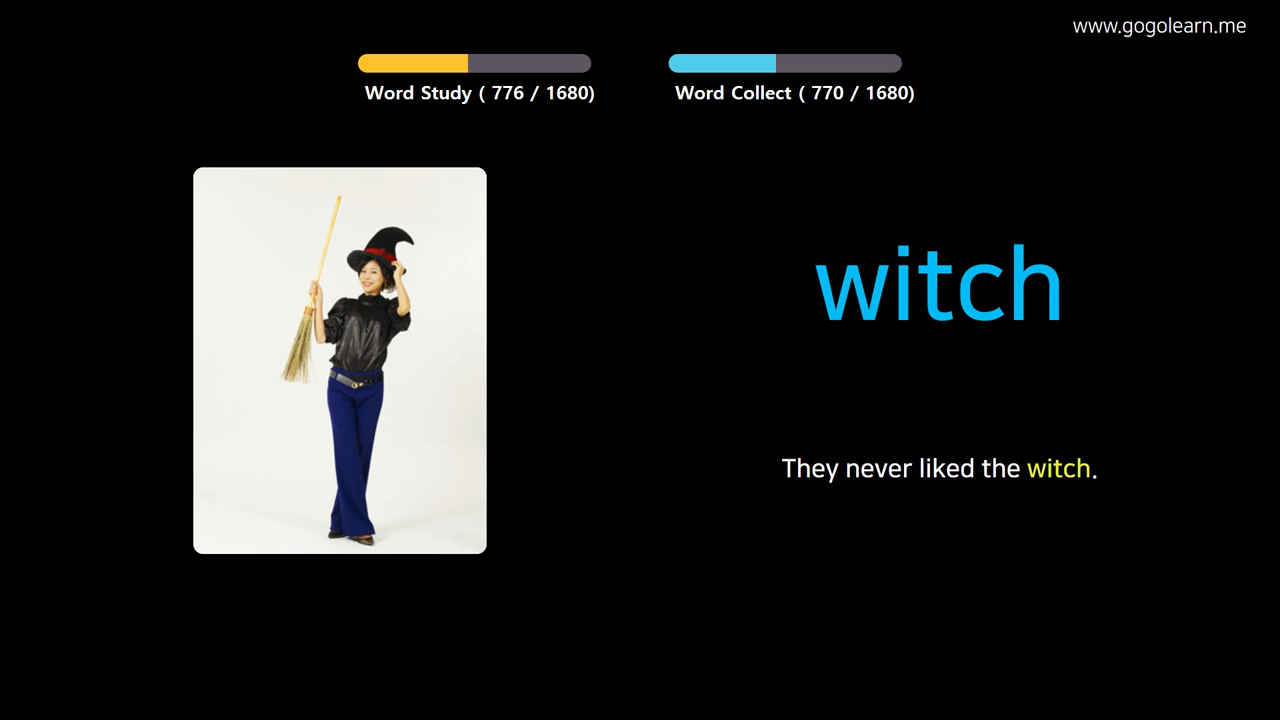 www.gogolearn.me
Word Study ( 776 / 1680)
Word Collect ( 770 / 1680)
witch
They never liked the witch.